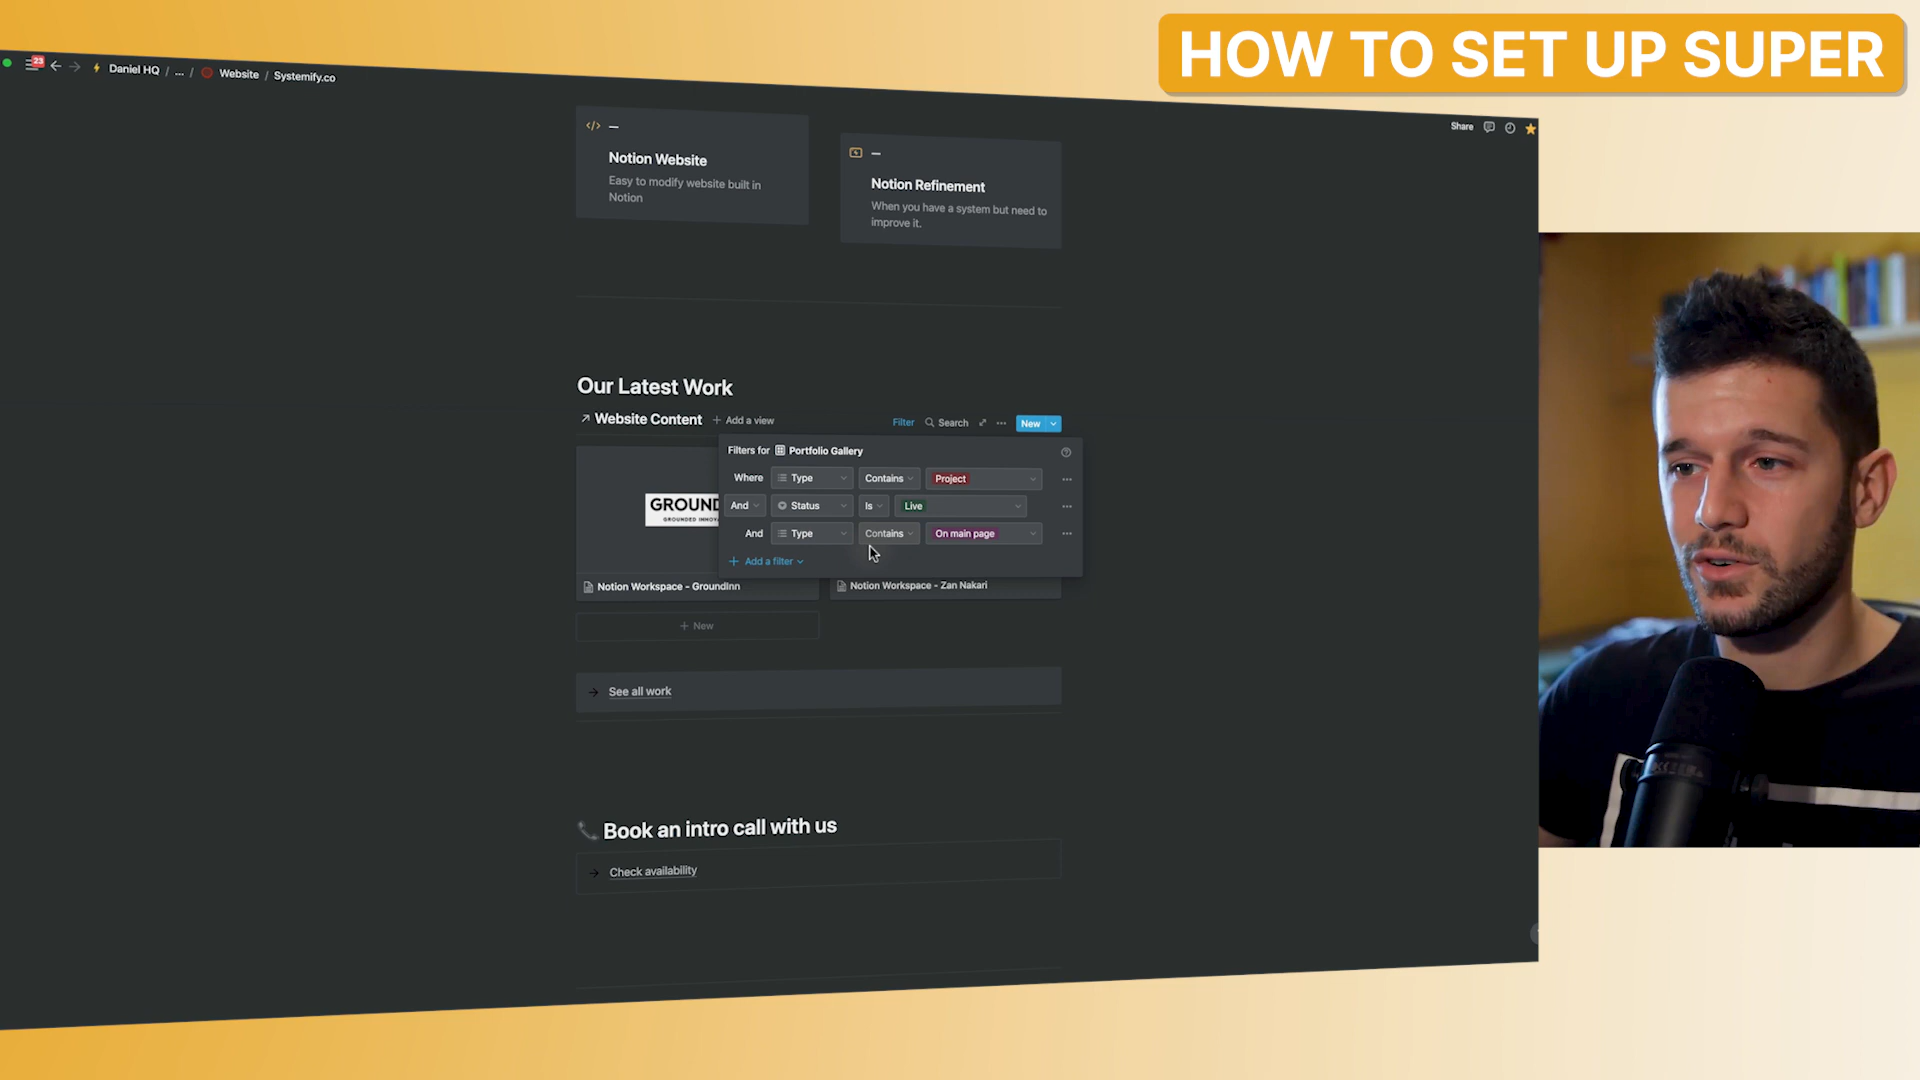 HOW TO SET UP SUPER
23
Daniel HQ / ... / Website / Systemify.co
Share
</> —
Notion Website
Easy to modify website built in
Notion
—
Notion Refinement
When you have a system but need to
improve it.
Our Latest Work
Website Content + Add a view
Filter Search ... New
Filters for Portfolio Gallery
Where Type Contains Project
And Status Is Live
And Type Contains On main page
+ Add a filter
GROUND
Notion Workspace - GroundInn
Notion Workspace - Zan Nakari
+ New
See all work
Book an intro call with us
Check availability